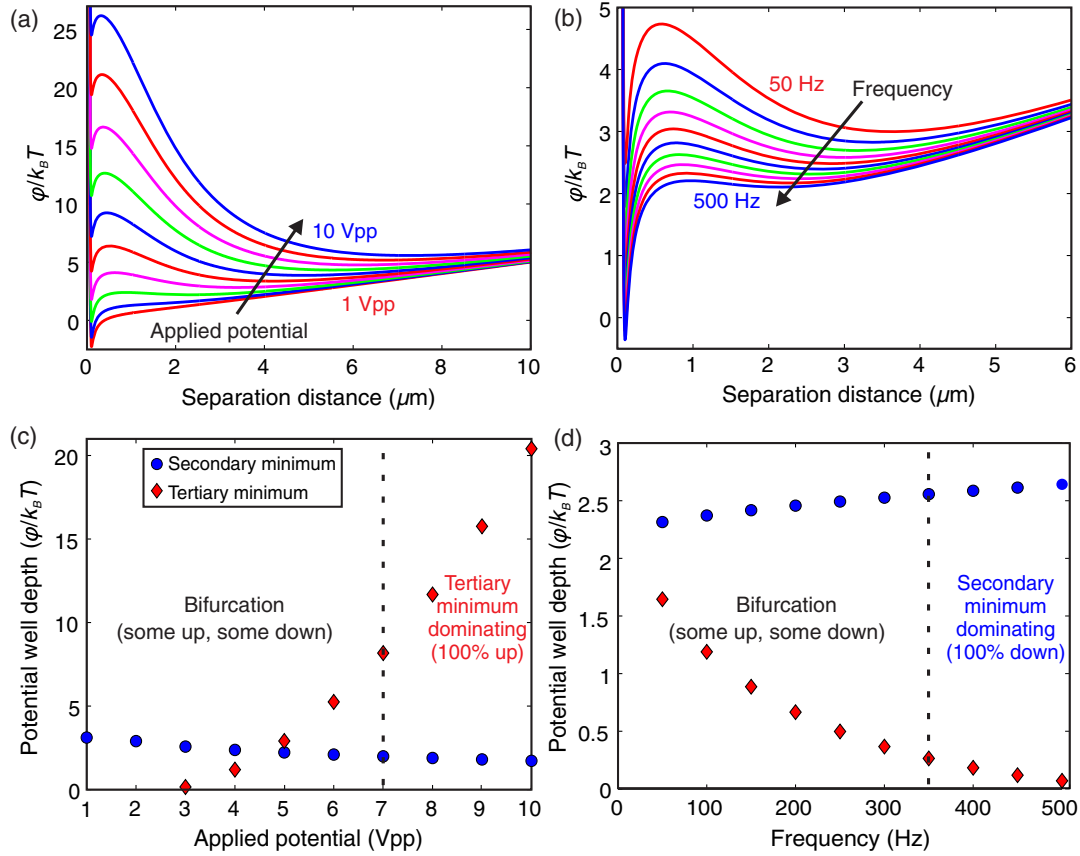 (a)
25
20
15
10
5
0
φ/k_B T
10 Vpp
1 Vpp
Applied potential
0 2 4 6 8 10
Separation distance (μm)
(b)
5
4
3
2
1
0
φ/k_B T
50 Hz
Frequency
500 Hz
0 1 2 3 4 5 6
Separation distance (μm)
(c)
20
15
10
5
0
Potential well depth (φ/k_B T)
Secondary minimum
Tertiary minimum
Bifurcation
(some up, some down)
Tertiary
minimum
dominating
(100% up)
1 2 3 4 5 6 7 8 9 10
Applied potential (Vpp)
(d)
3
2.5
2
1.5
1
0.5
0
Potential well depth (φ/k_B T)
Bifurcation
(some up, some down)
Secondary
minimum
dominating
(100% down)
0 100 200 300 400 500
Frequency (Hz)